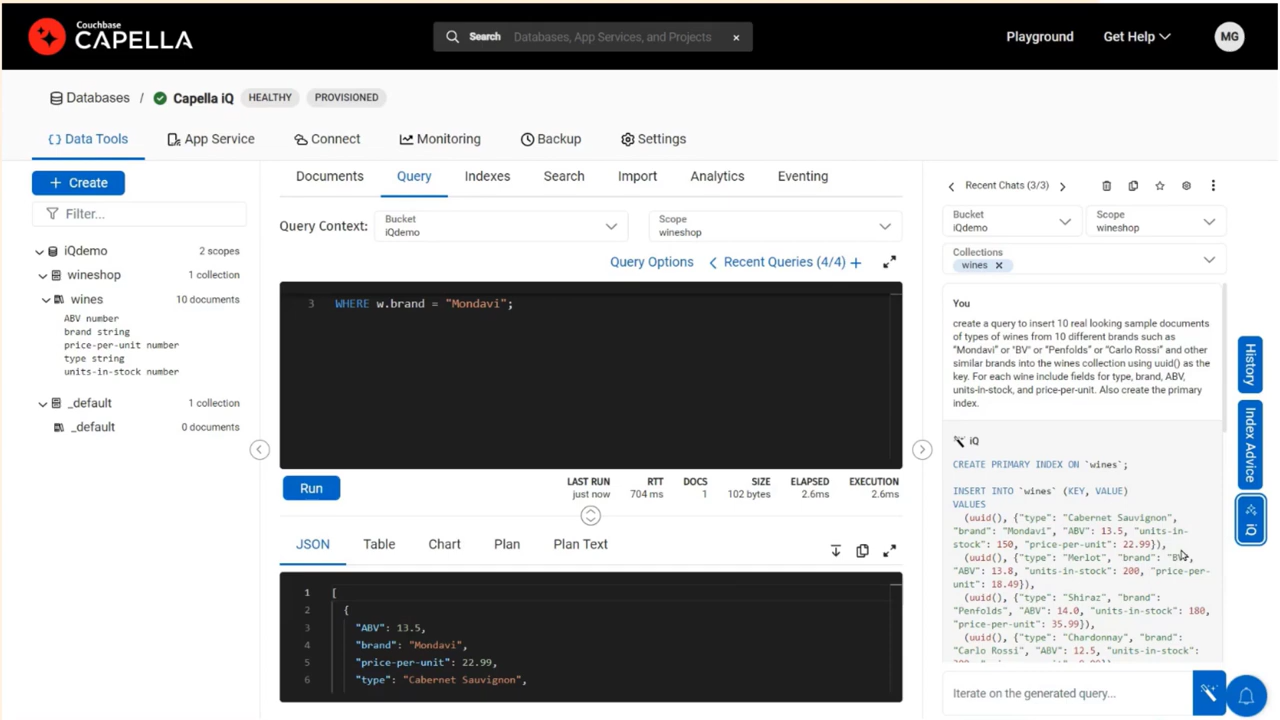 Couchbase
CAPELLA
Search Databases, App Services, and Projects ×
Playground
Get Help
MG
Databases / Capella iQ HEALTHY PROVISIONED
Data Tools App Service Connect Monitoring Backup Settings
+ Create
Filter...
iQdemo 2 scopes
wineshop 1 collection
wines 10 documents
ABV number
brand string
price-per-unit number
type string
units-in-stock number
_default 1 collection
_default 0 documents
Documents Query Indexes Search Import Analytics Eventing
Query Context:
Bucket
iQdemo
Scope
wineshop
Query Options
Recent Queries (4/4) +
3 WHERE w.brand = "Mondavi";
Run
LAST RUN RTT DOCS SIZE ELAPSED EXECUTION
just now 704 ms 1 102 bytes 2.6ms 2.6ms
JSON Table Chart Plan Plan Text
1 [
2 {
3 "ABV": 13.5,
4 "brand": "Mondavi",
5 "price-per-unit": 22.99,
6 "type": "Cabernet Sauvignon",
Recent Chats (3/3)
Bucket
iQdemo
Scope
wineshop
Collections
wines ×
You
create a query to insert 10 real looking sample documents
of types of wines from 10 different brands such as
"Mondavi" or "BV" or "Penfolds" or "Carlo Rossi" and other
similar brands into the wines collection using uuid() as the
key. For each wine include fields for type, brand, ABV,
units-in-stock, and price-per-unit. Also create the primary
index.
iQ
CREATE PRIMARY INDEX ON `wines`;
INSERT INTO `wines` (KEY, VALUE)
VALUES
(uuid(), {"type": "Cabernet Sauvignon",
"brand": "Mondavi", "ABV": 13.5, "units-in-
stock": 150, "price-per-unit": 22.99}),
(uuid(), {"type": "Merlot", "brand": "BV",
"ABV": 13.8, "units-in-stock": 200, "price-per-
unit": 18.49}),
(uuid(), {"type": "Shiraz", "brand":
"Penfolds", "ABV": 14.0, "units-in-stock": 180,
"price-per-unit": 35.99}),
(uuid(), {"type": "Chardonnay", "brand":
"Carlo Rossi", "ABV": 12.5, "units-in-stock":
Iterate on the generated query...
History
Index Advice
iQ